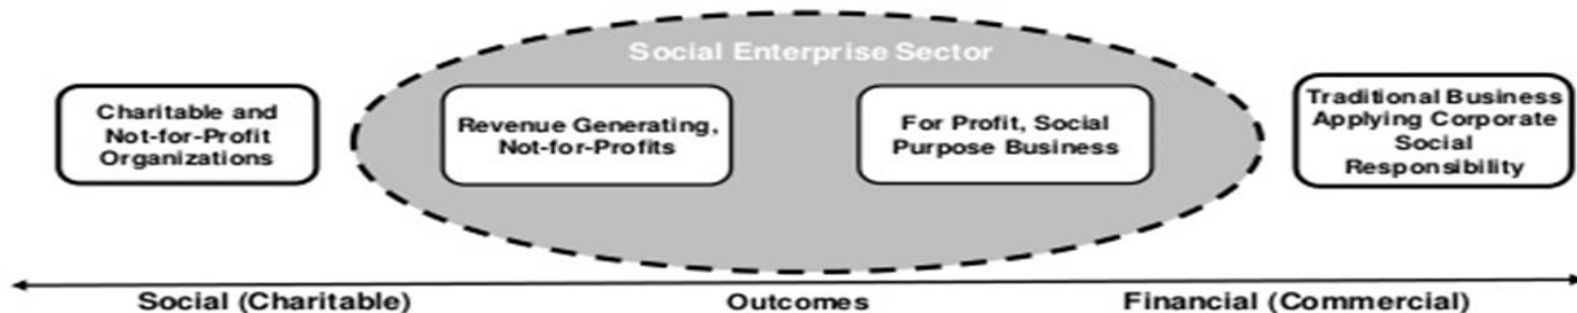 Social Enterprise Sector
Charitable and
Not-for-Profit
Organizations
Revenue Generating,
Not-for-Profits
For Profit, Social
Purpose Business
Traditional Business
Applying Corporate
Social
Responsibility
Social (Charitable)
Outcomes
Financial (Commercial)